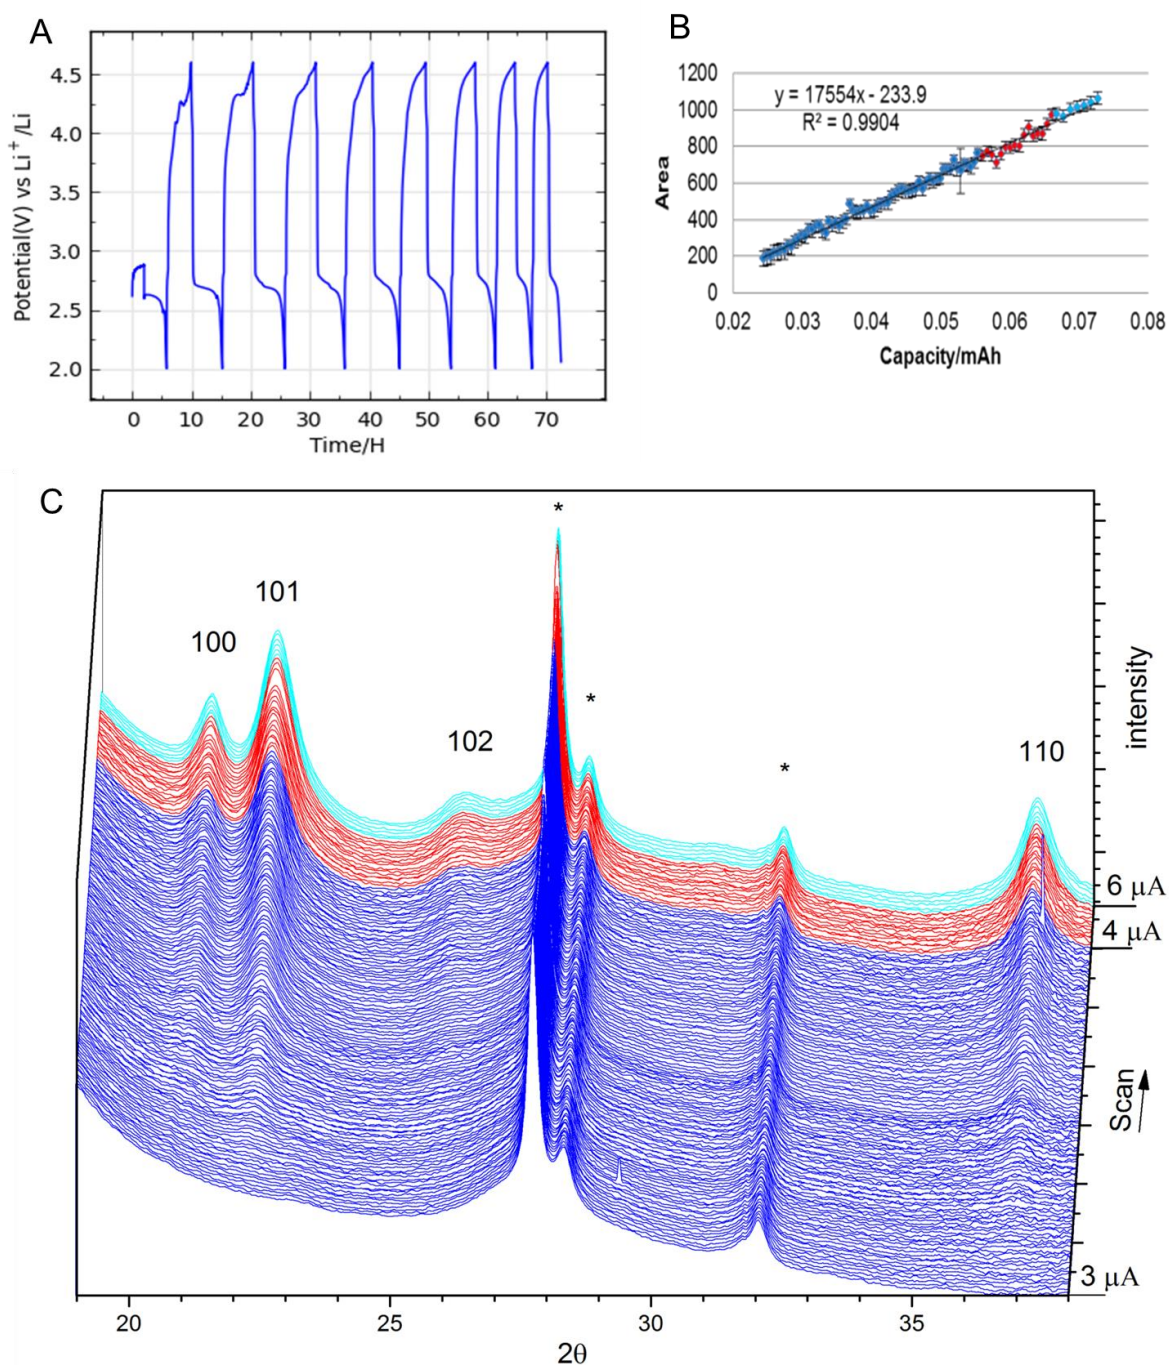 A
4.5
4.0
3.5
3.0
2.5
2.0
Potential(V) vs Li⁺/Li
0 10 20 30 40 50 60 70
Time/H
B
1200
1000
800
600
400
200
0
Area
y = 17554x - 233.9
R² = 0.9904
0.02 0.03 0.04 0.05 0.06 0.07 0.08
Capacity/mAh
C
*
101
100
*
102
*
110
intensity
6 μA
4 μA
Scan
3 μA
20 25 30 35
2θ